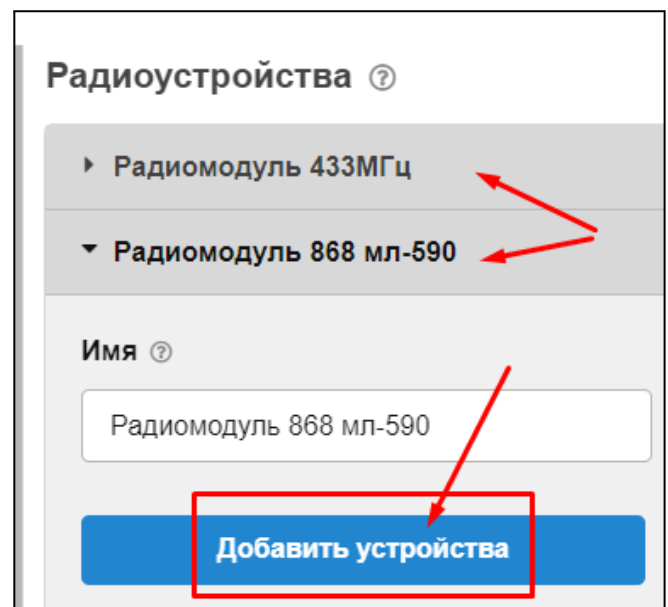 Радиоустройства ?
Радиомодуль 433МГц
Радиомодуль 868 мл-590
Имя ?
Радиомодуль 868 мл-590
Добавить устройства